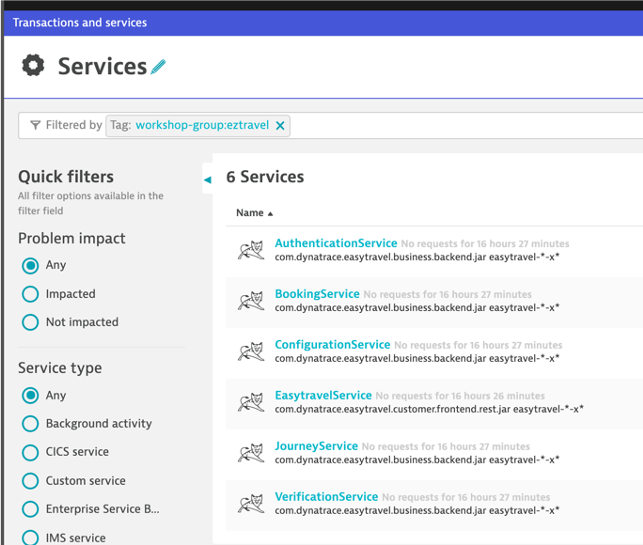 Transactions and services
Services
Filtered by Tag: workshop-group:eztravel ×
Quick filters
All filter options available in the
filter field
Problem impact
Any
Impacted
Not impacted
Service type
Any
Background activity
CICS service
Custom service
Enterprise Service B...
IMS service
6 Services
Name
AuthenticationService No requests for 16 hours 27 minutes
com.dynatrace.easytravel.business.backend.jar easytravel-*-x*
BookingService No requests for 16 hours 27 minutes
com.dynatrace.easytravel.business.backend.jar easytravel-*-x*
ConfigurationService No requests for 16 hours 27 minutes
com.dynatrace.easytravel.business.backend.jar easytravel-*-x*
EasytravelService No requests for 16 hours 26 minutes
com.dynatrace.easytravel.customer.frontend.rest.jar easytravel-*-x*
JourneyService No requests for 16 hours 27 minutes
com.dynatrace.easytravel.business.backend.jar easytravel-*-x*
VerificationService No requests for 16 hours 27 minutes
com.dynatrace.easytravel.business.backend.jar easytravel-*-x*